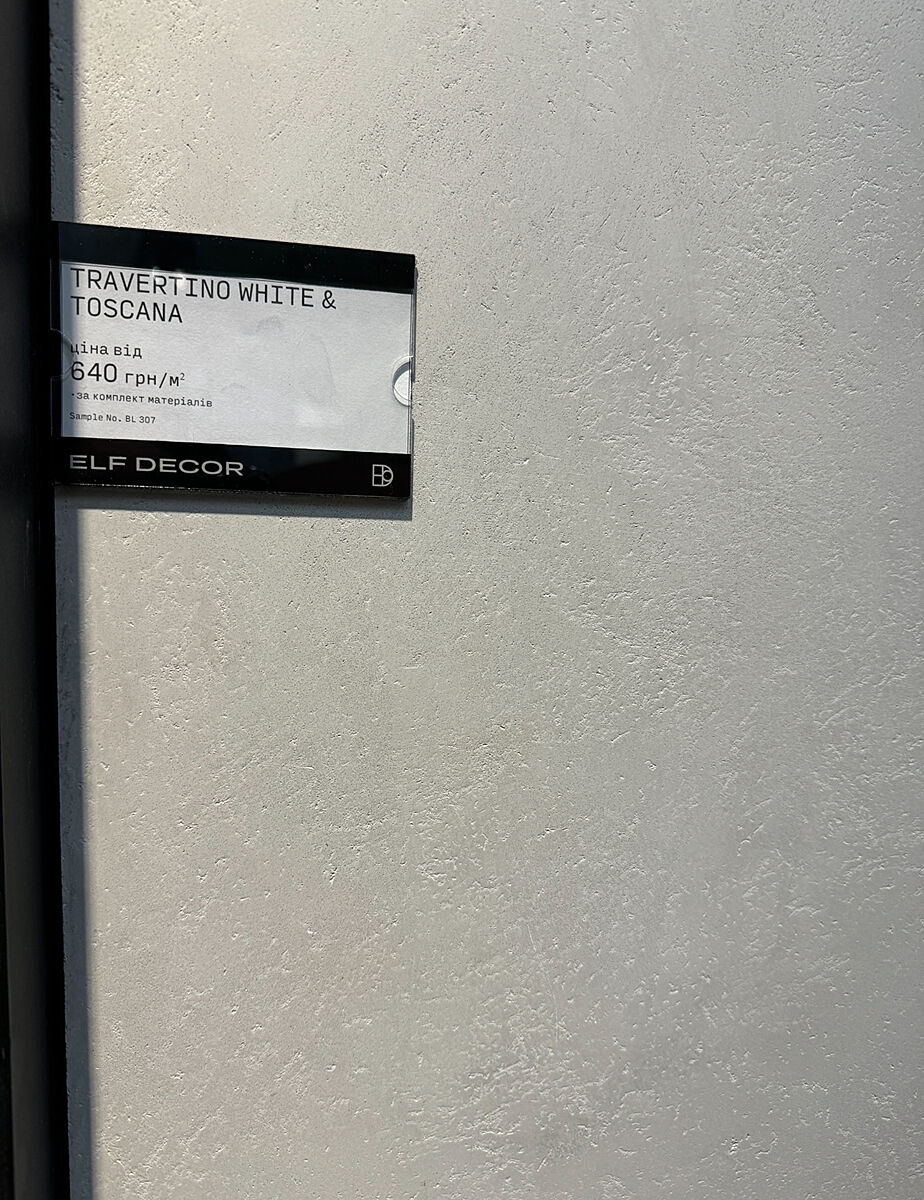 TRAVERTINO WHITE &
TOSCANA
ціна від
640 грн/м²
*за комплект матеріалів
Sample No. BL 307
ELF DECOR